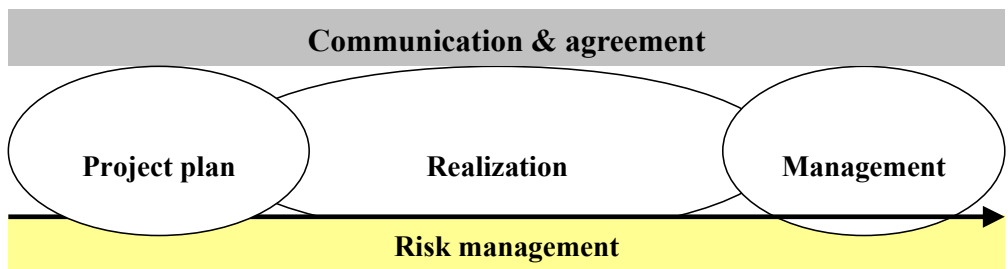 Communication & agreement
Project plan
Realization
Management
Risk management